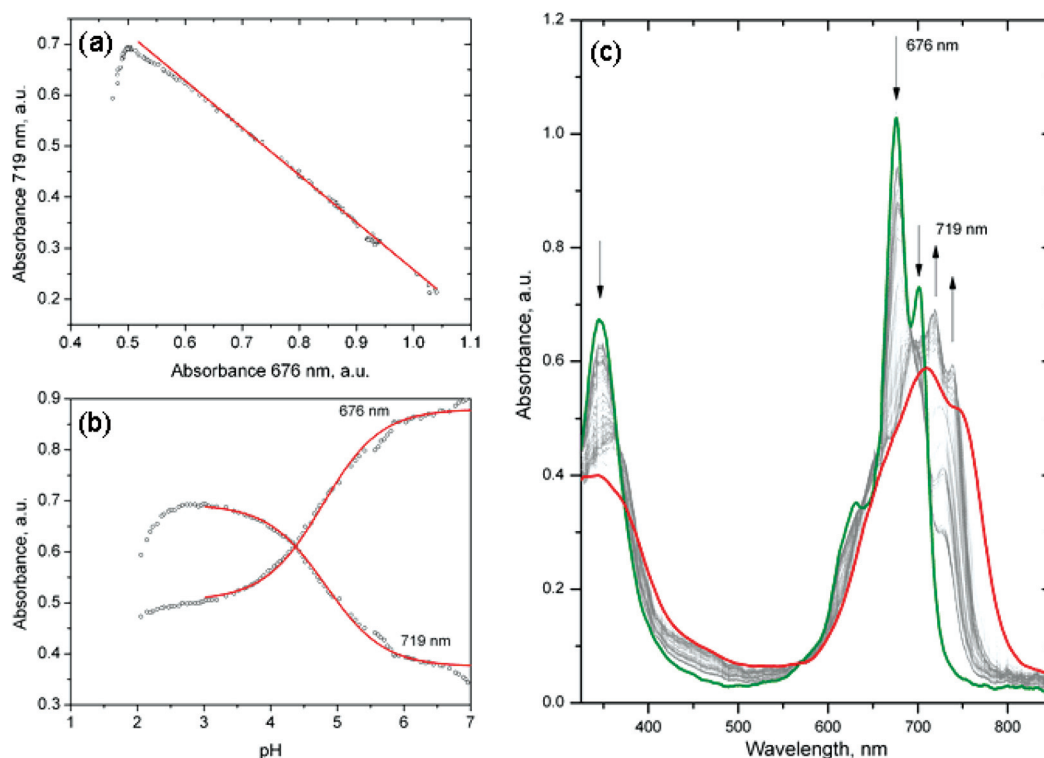 (a)
0.7
0.6
0.5
0.4
0.3
0.2
Absorbance 719 nm, a.u.
0.4 0.5 0.6 0.7 0.8 0.9 1.0 1.1
Absorbance 676 nm, a.u.
(b)
0.9
0.8
0.7
0.6
0.5
0.4
0.3
Absorbance, a.u.
676 nm
719 nm
1 2 3 4 5 6 7
pH
(c)
1.2
1.0
0.8
0.6
0.4
0.2
0.0
Absorbance, a.u.
676 nm
719 nm
400 500 600 700 800
Wavelength, nm